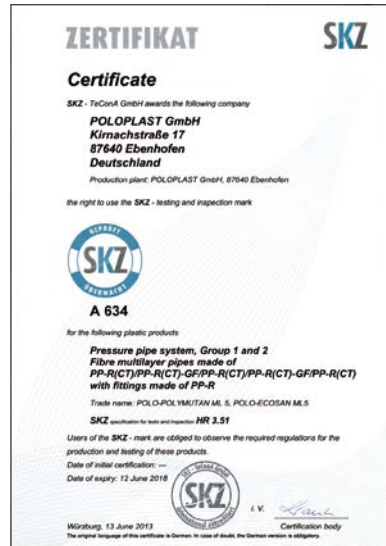 ZERTIFIKAT
SKZ
Certificate
SKZ - TeConA GmbH awards the following company
POLOPLAST GmbH
Kirnachstraße 17
87640 Ebenhofen
Deutschland
Production plant: POLOPLAST GmbH, 87640 Ebenhofen
the right to use the SKZ - testing and inspection mark
GEPRÜFT
SKZ
ÜBERWACHT
A 634
for the following plastic products
Pressure pipe system, Group 1 and 2
Fibre multilayer pipes made of
PP-R(CT)/PP-R(CT)-GF/PP-R(CT)/PP-R(CT)-GF/PP-R(CT)
with fittings made of PP-R
Trade name: POLO-POLYMUTAN ML 5, POLO-ECOSAN ML5
SKZ specification for tests and inspection HR 3.51
Users of the SKZ - mark are obliged to observe the required regulations for the
production and testing of these products.
Date of initial certification: ---
Date of expiry: 12 June 2018
SKZ - TeConA GmbH
SKZ
international akkreditiert
i. V.
Würzburg, 13 June 2013
Certification body
The original language of this certificate is German. In case of doubt, the German version is obligatory.